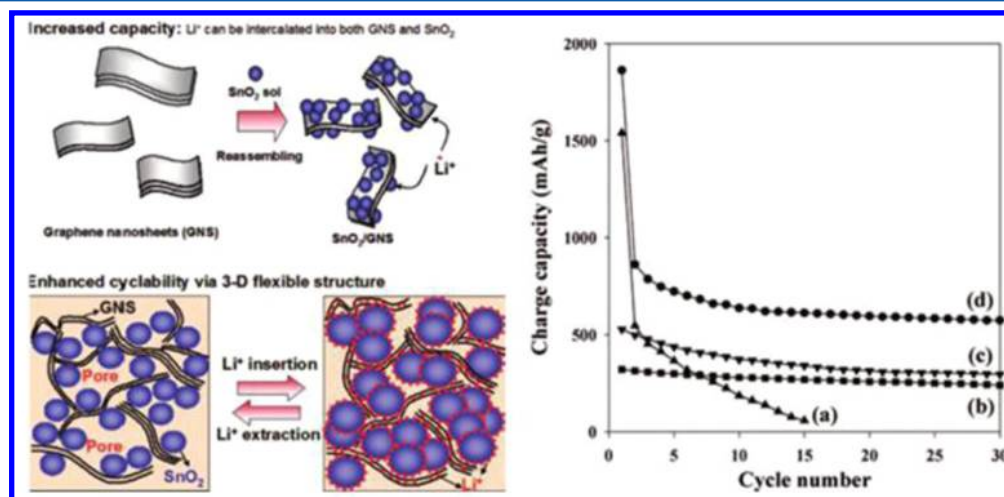 Increased capacity: Li⁺ can be intercalated into both GNS and SnO₂
SnO₂ sol
Reassembling
Li⁺
Graphene nanosheets (GNS)
SnO₂/GNS
Enhanced cyclability via 3-D flexible structure
GNS
Pore
Pore
SnO₂
Li⁺ insertion
Li⁺ extraction
Li⁺
Charge capacity (mAh/g)
2000
1500
1000
500
0
(d)
(c)
(b)
(a)
0 5 10 15 20 25 30
Cycle number